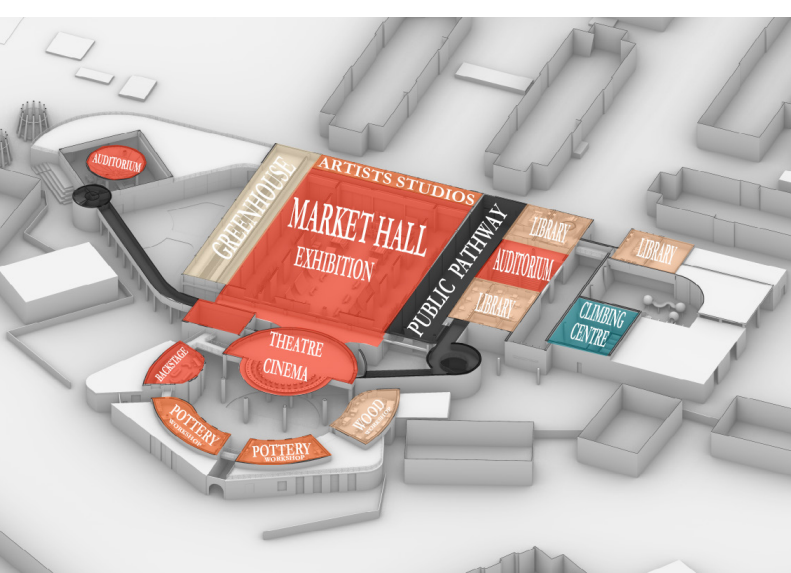 AUDITORIUM
GREENHOUSE
ARTISTS STUDIOS
MARKET HALL
EXHIBITION
PUBLIC PATHWAY
LIBRARY
AUDITORIUM
LIBRARY
LIBRARY
CLIMBING
CENTRE
THEATRE
CINEMA
BACKSTAGE
POTTERY
WORKSHOP
POTTERY
WORKSHOP
WOOD